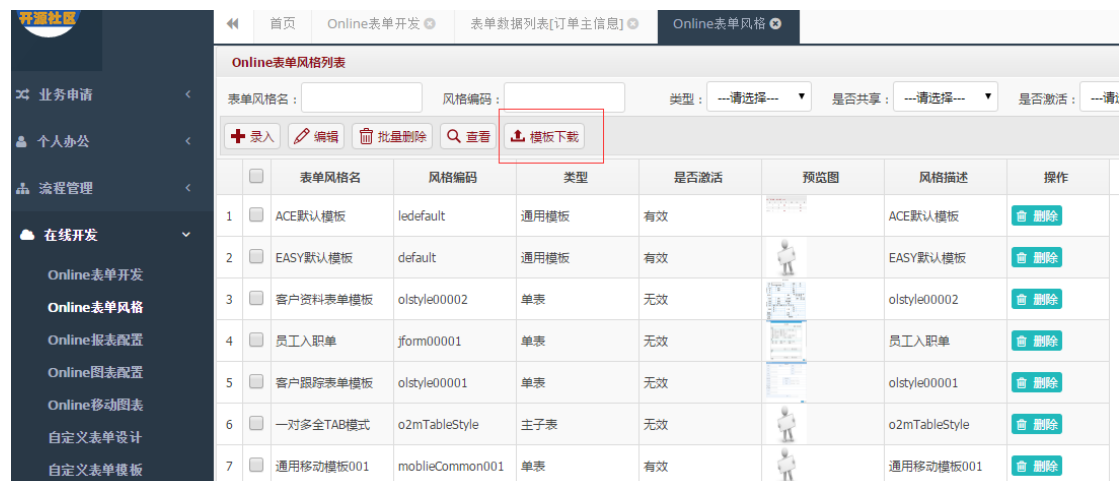 开源社区
首页 Online表单开发 表单数据列表[订单主信息] Online表单风格
Online表单风格列表
业务申请
表单风格名： 风格编码： 类型： ---请选择--- 是否共享： ---请选择--- 是否激活：
个人办公
录入 编辑 批量删除 查看 模板下载
流程管理
表单风格名 风格编码 类型 是否激活 预览图 风格描述 操作
1 ACE默认模板 ledefault 通用模板 有效 ACE默认模板 删除
在线开发
2 EASY默认模板 default 通用模板 有效 EASY默认模板 删除
Online表单开发
3 客户资料表单模板 olstyle00002 单表 无效 olstyle00002 删除
Online表单风格
4 员工入职单 jform00001 单表 无效 员工入职单 删除
Online报表配置
Online图表配置
5 客户跟踪表单模板 olstyle00001 单表 无效 olstyle00001 删除
Online移动图表
6 一对多全TAB模式 o2mTableStyle 主子表 无效 o2mTableStyle 删除
自定义表单设计
7 通用移动模板001 moblieCommon001 单表 有效 通用移动模板001 删除
自定义表单模板